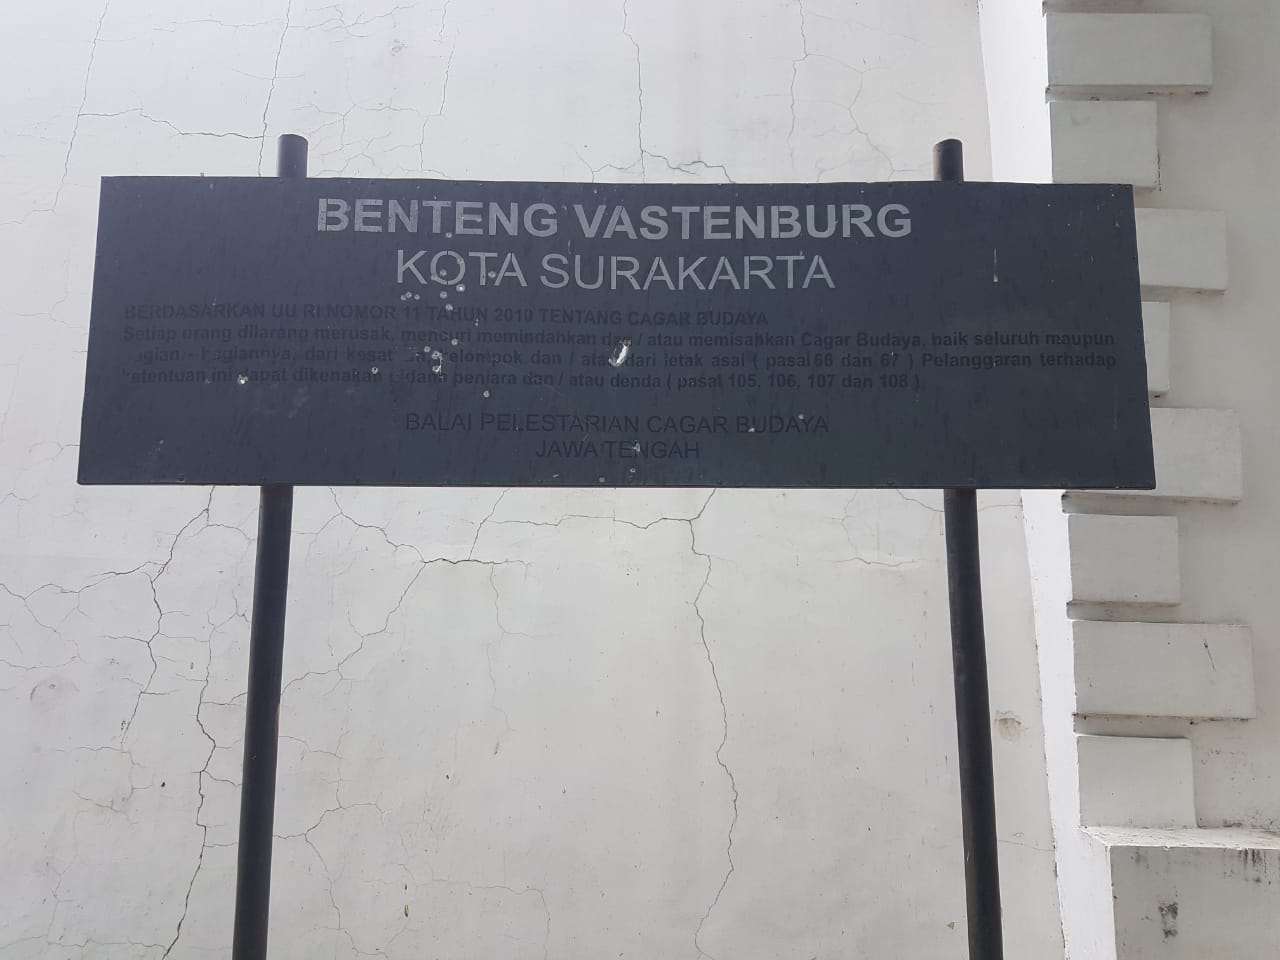 BENTENG VASTENBURG
KOTA SURAKARTA
BERDASARKAN UU RI NOMOR 11 TAHUN 2010 TENTANG CAGAR BUDAYA
Setiap orang dilarang merusak, mencuri memindahkan dan / atau memisahkan Cagar Budaya, baik seluruh maupun
bagian - bagiannya, dari kesatuan kelompok dan / atau dari letak asal ( pasal 66 dan 67 ) Pelanggaran terhadap
ketentuan ini dapat dikenakan pidana penjara dan / atau denda ( pasal 105, 106, 107 dan 108 )
BALAI PELESTARIAN CAGAR BUDAYA
JAWA TENGAH